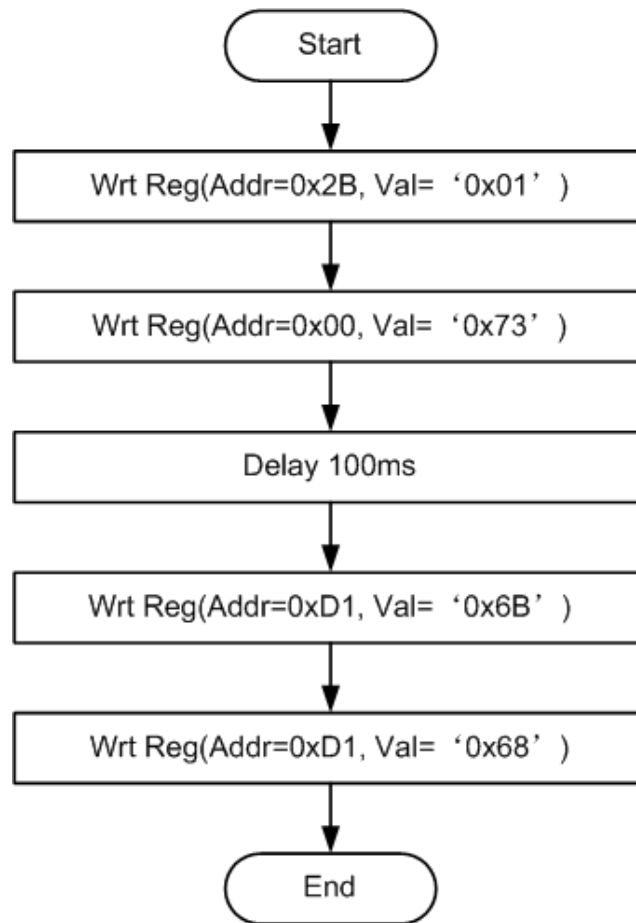 Start
Wrt Reg(Addr=0x2B, Val= ‘0x01’ )
Wrt Reg(Addr=0x00, Val= ‘0x73’ )
Delay 100ms
Wrt Reg(Addr=0xD1, Val= ‘0x6B’ )
Wrt Reg(Addr=0xD1, Val= ‘0x68’ )
End